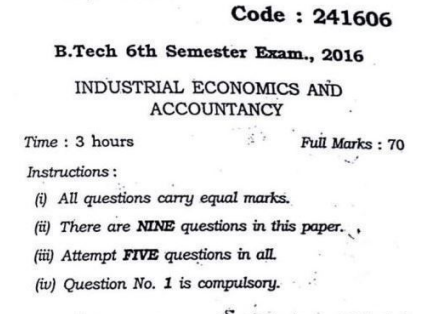 Code : 241606
B.Tech 6th Semester Exam., 2016
INDUSTRIAL ECONOMICS AND
ACCOUNTANCY
Time : 3 hours Full Marks : 70
Instructions :
(i) All questions carry equal marks.
(ii) There are NINE questions in this paper.
(iii) Attempt FIVE questions in all.
(iv) Question No. 1 is compulsory.